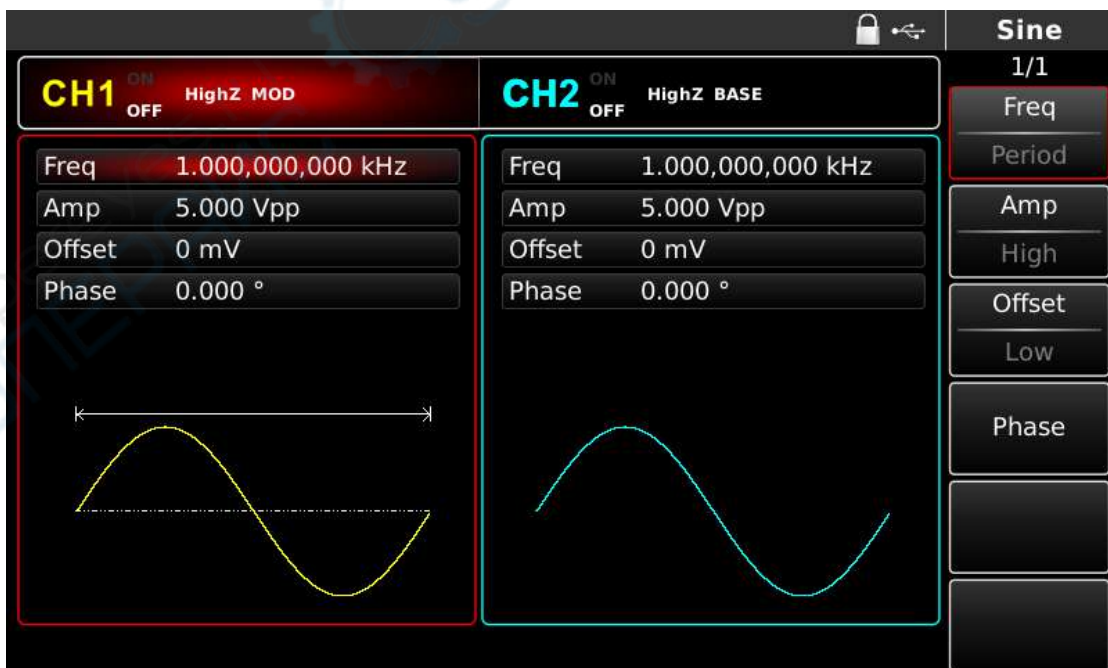 Sine
1/1
CH1 ON OFF HighZ MOD
CH2 ON OFF HighZ BASE
Freq 1.000,000,000 kHz
Amp 5.000 Vpp
Offset 0 mV
Phase 0.000 °
Freq 1.000,000,000 kHz
Amp 5.000 Vpp
Offset 0 mV
Phase 0.000 °
Freq
Period
Amp
High
Offset
Low
Phase